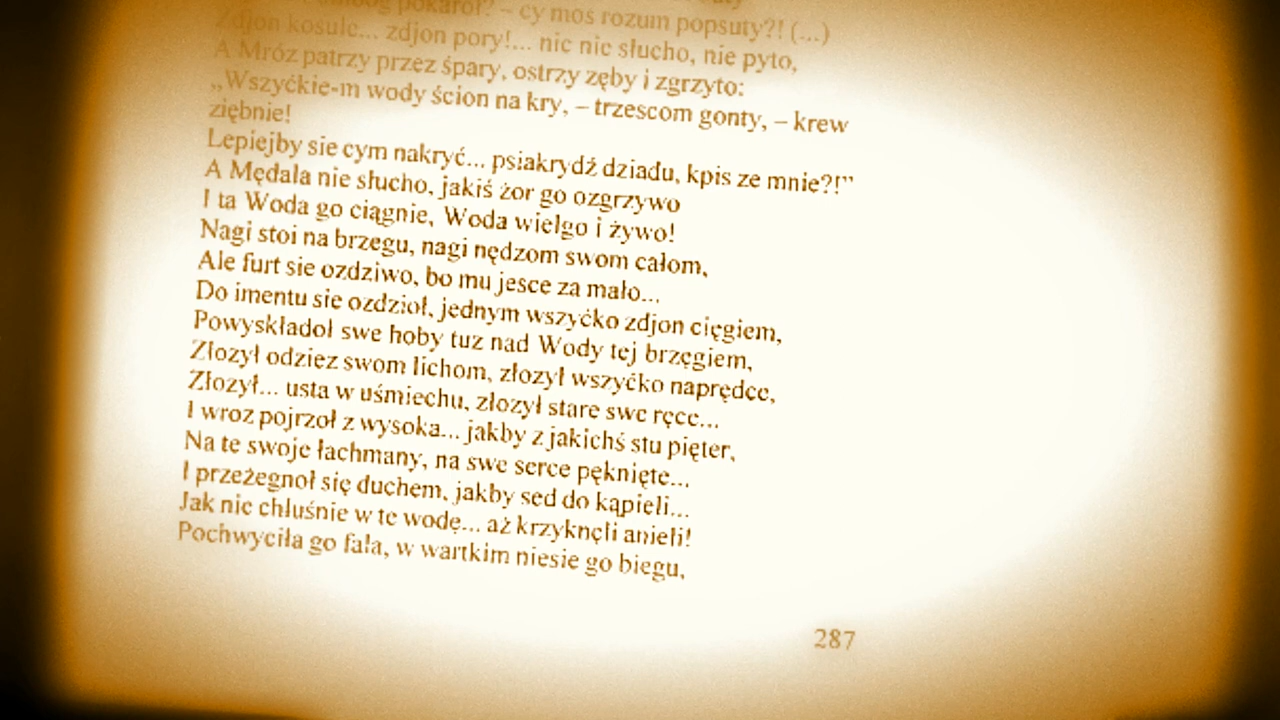 pokaroł? – cy mos rozum popsuty?! (...)
Zdjon kosule... zdjon pory!... nic nie słucho, nie pyto,
A Mróz patrzy przez śpary, ostrzy zęby i zgrzyto:
„Wszyćkie-m wody ścion na kry, – trzescom gonty, – krew
ziębnie!
Lepiejby sie cym nakryć... psiakrydź dziadu, kpis ze mnie?!”
A Mędala nie słucho, jakiś żor go ozgrzywo
I ta Woda go ciągnie, Woda wielgo i żywo!
Nagi stoi na brzegu, nagi nędzom swom całom,
Ale furt sie ozdziwo, bo mu jesce za mało...
Do imentu sie ozdzioł, jednym wszyćko zdjon cięgiem,
Powyskładoł swe hoby tuz nad Wody tej brzęgiem,
Złozył odziez swom lichom, złozył wszyćko naprędce,
Złozył... usta w uśmiechu, złozył stare swe ręce...
I wroz pojrzoł z wysoka... jakby z jakichś stu pięter,
Na te swoje łachmany, na swe serce pęknięte...
I przeżegnoł się duchem, jakby sed do kąpieli...
Jak nie chluśnie w te wodę... aż krzyknęli anieli!
Pochwyciła go fala, w wartkim niesie go biegu,
287